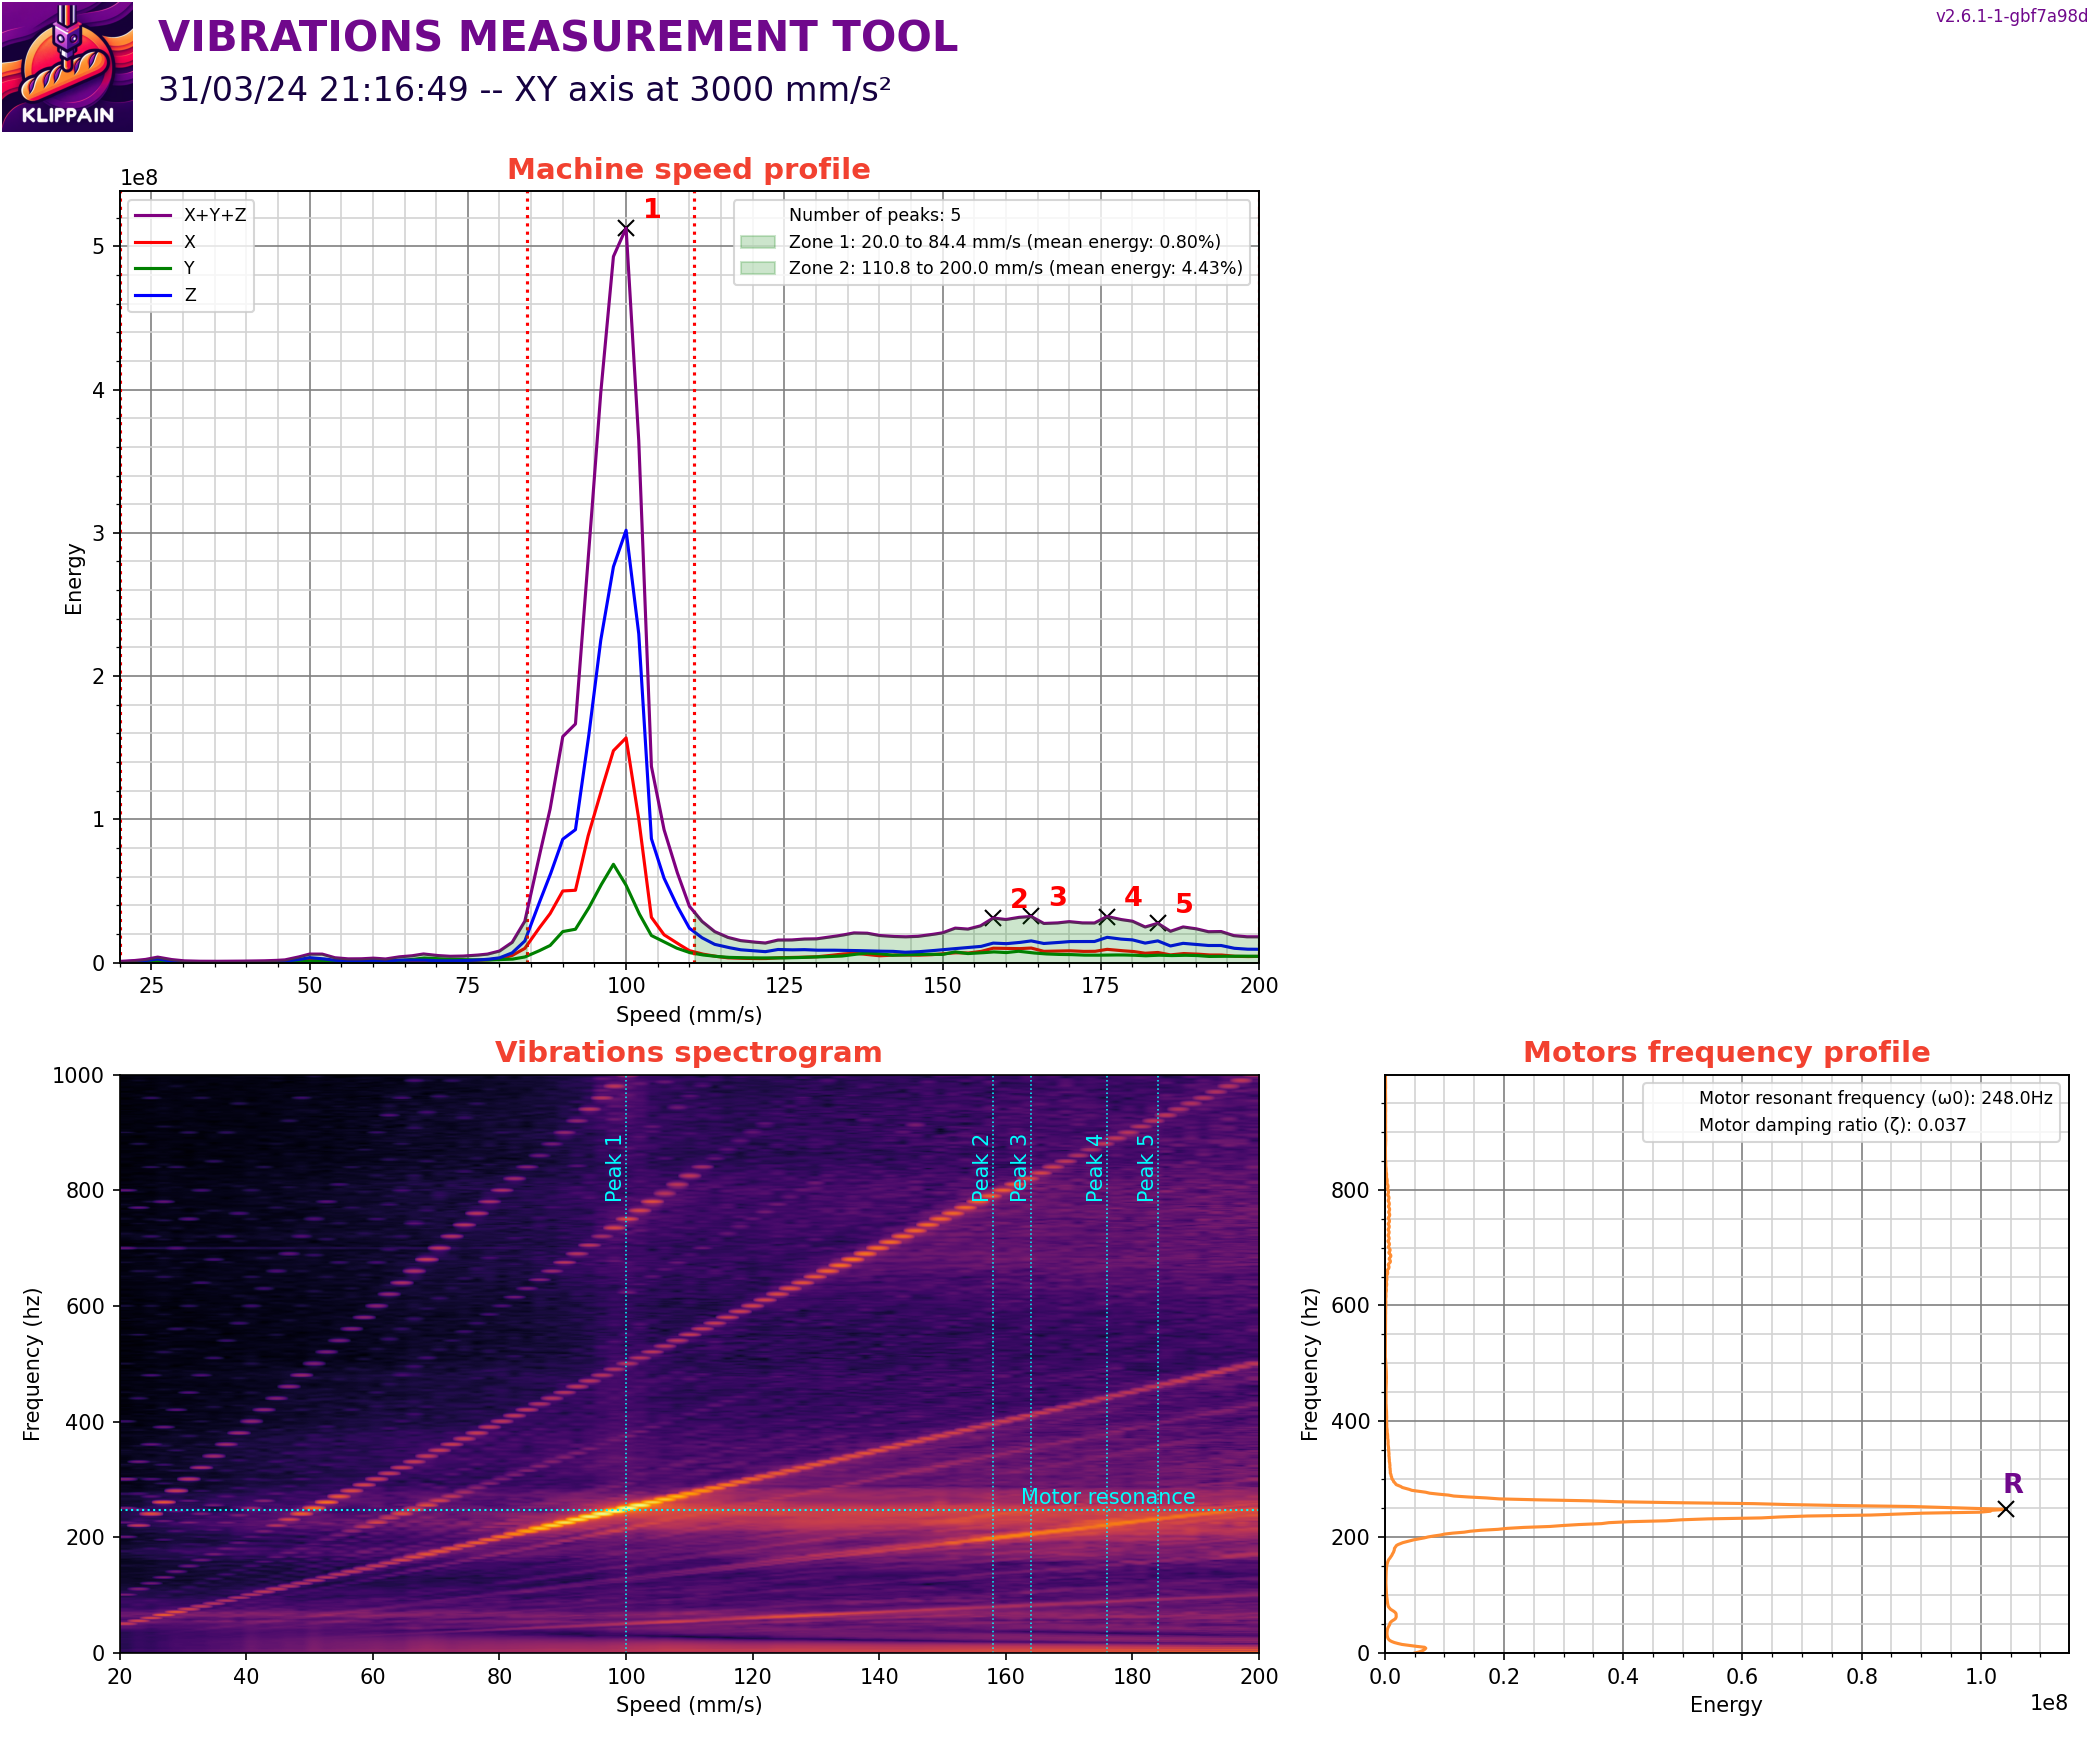 v2.6.1-1-gbf7a98d
VIBRATIONS MEASUREMENT TOOL
31/03/24 21:16:49 -- XY axis at 3000 mm/s²
KLIPPAIN
Machine speed profile
1e8
X+Y+Z
X
Y
Z
Number of peaks: 5
Zone 1: 20.0 to 84.4 mm/s (mean energy: 0.80%)
Zone 2: 110.8 to 200.0 mm/s (mean energy: 4.43%)
1
2
3
4
5
5
4
3
2
1
0
Energy
25 50 75 100 125 150 175 200
Speed (mm/s)
Vibrations spectrogram
1000
800
600
400
200
0
Frequency (hz)
Peak 1
Peak 2
Peak 3
Peak 4
Peak 5
Motor resonance
20 40 60 80 100 120 140 160 180 200
Speed (mm/s)
Motors frequency profile
Motor resonant frequency (ω0): 248.0Hz
Motor damping ratio (ζ): 0.037
R
800
600
400
200
0
Frequency (hz)
0.0 0.2 0.4 0.6 0.8 1.0
Energy
1e8